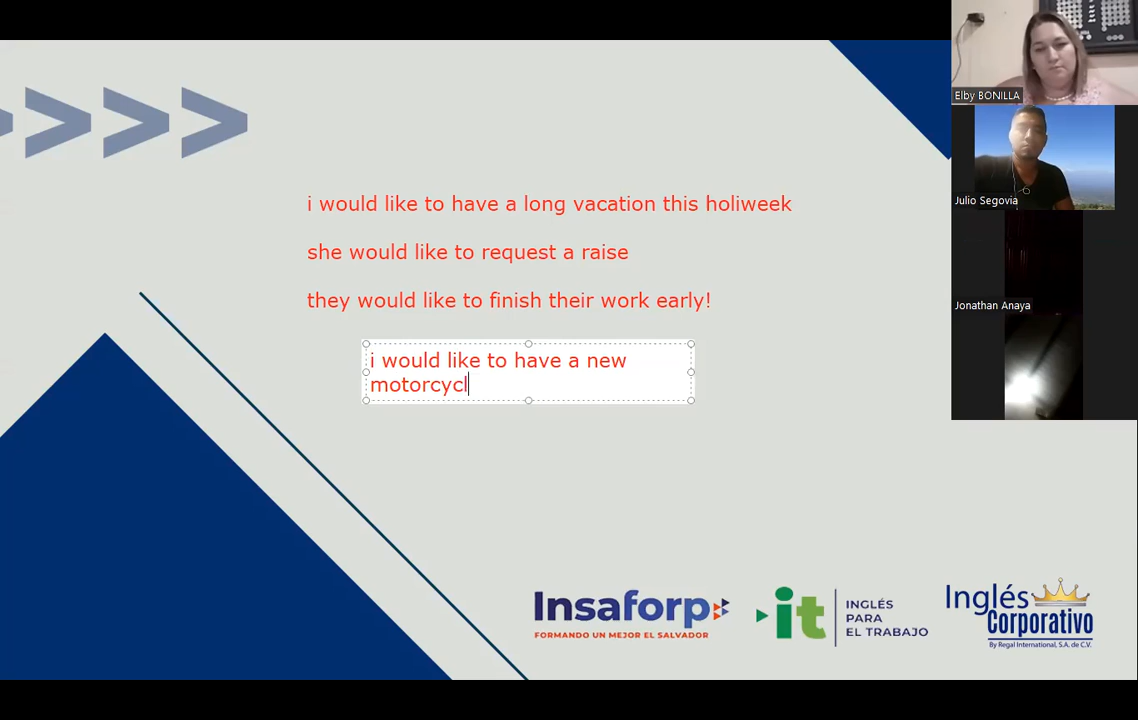 Elby BONILLA
Julio Segovia
i would like to have a long vacation this holiweek
she would like to request a raise
they would like to finish their work early!
Jonathan Anaya
i would like to have a new
motorcycl
Insaforp
FORMANDO UN MEJOR EL SALVADOR
it
INGLÉS
PARA
EL TRABAJO
Inglés
Corporativo
By Regal International, S.A. de C.V.